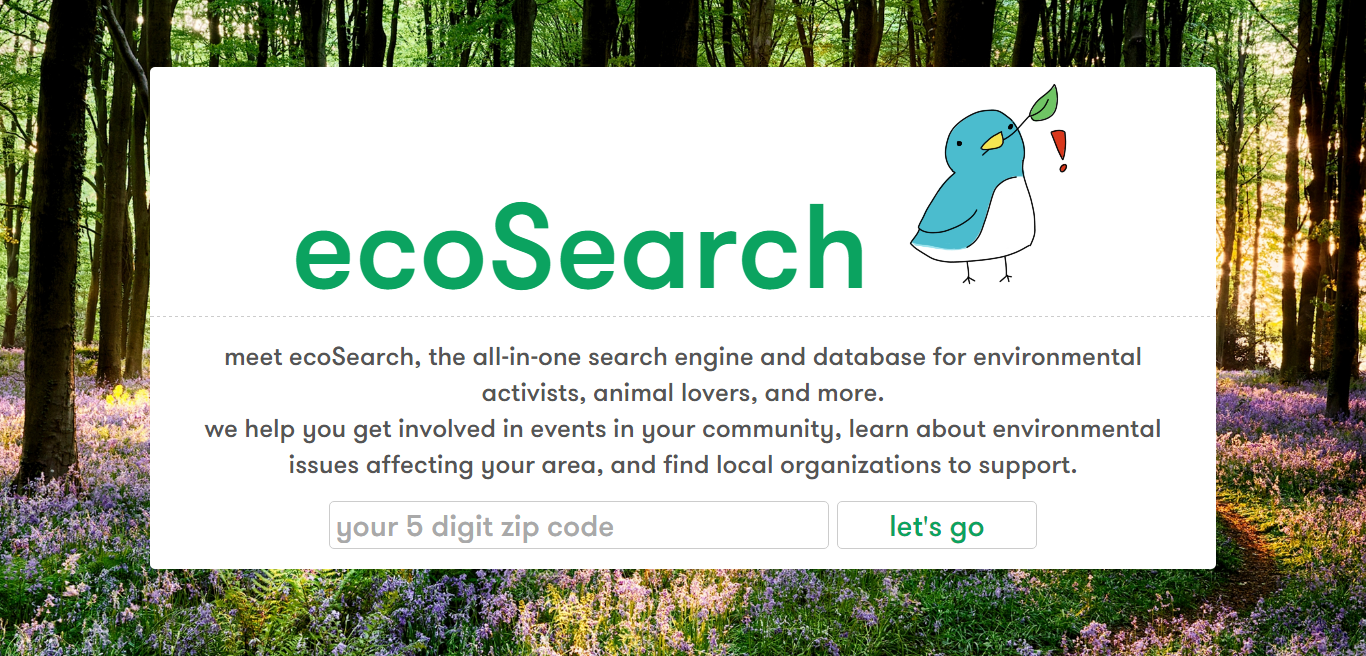 ecoSearch
meet ecoSearch, the all-in-one search engine and database for environmental
activists, animal lovers, and more.
we help you get involved in events in your community, learn about environmental
issues affecting your area, and find local organizations to support.
your 5 digit zip code
let's go